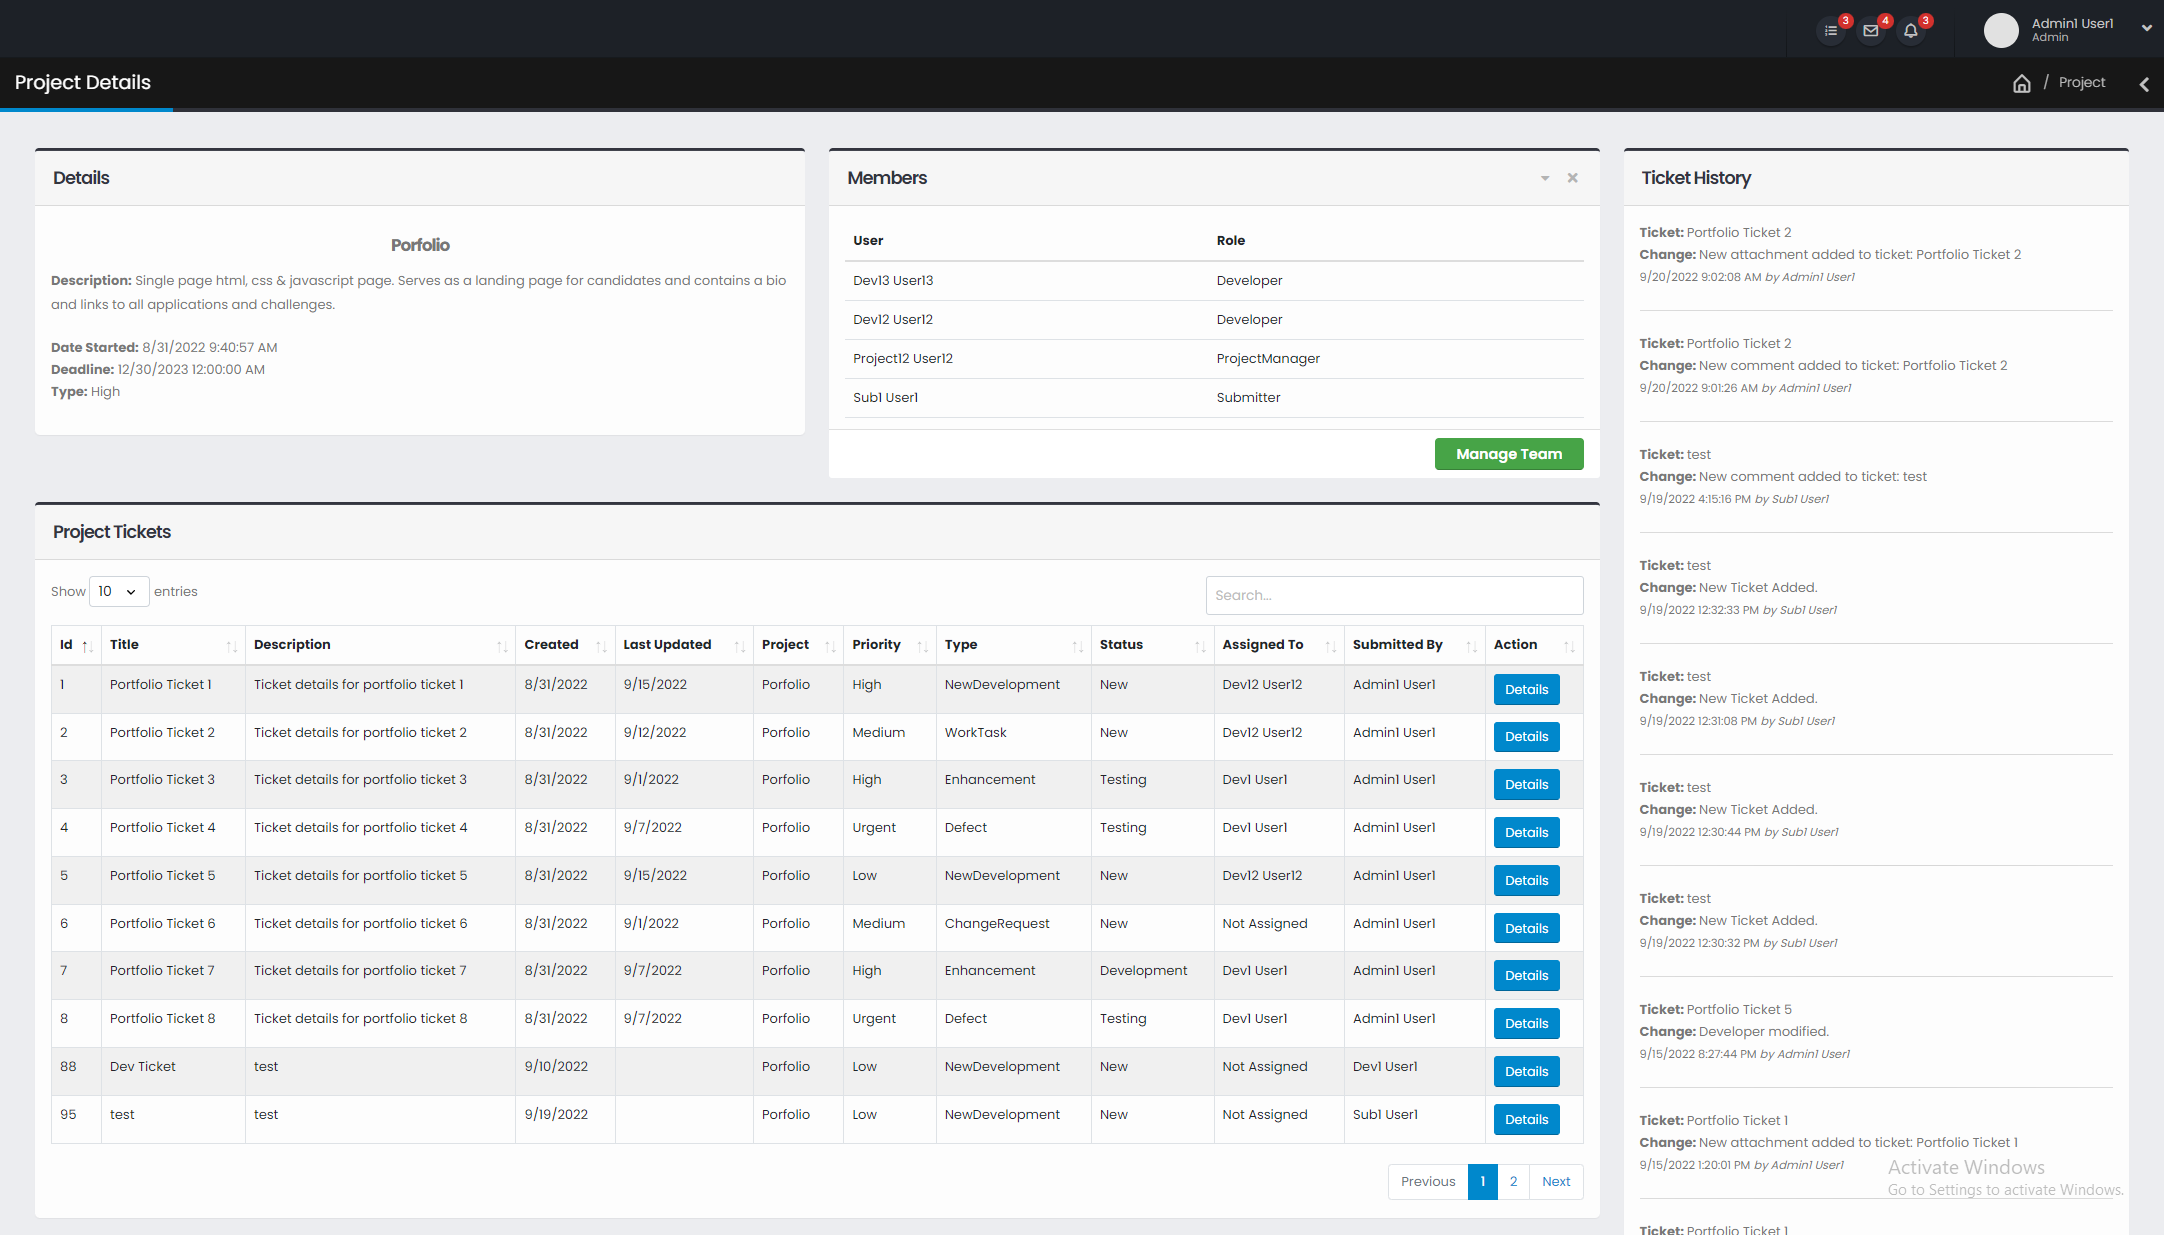 3
4
3
Admin1 User1
Admin
Project Details
/ Project
Details
Porfolio
Description: Single page html, css & javascript page. Serves as a landing page for candidates and contains a bio
and links to all applications and challenges.
Date Started: 8/31/2022 9:40:57 AM
Deadline: 12/30/2023 12:00:00 AM
Type: High
Members
User Role
Dev13 User13 Developer
Dev12 User12 Developer
Project12 User12 ProjectManager
Sub1 User1 Submitter
Manage Team
Project Tickets
Show 10 entries
Search...
Id Title Description Created Last Updated Project Priority Type Status Assigned To Submitted By Action
1 Portfolio Ticket 1 Ticket details for portfolio ticket 1 8/31/2022 9/15/2022 Porfolio High NewDevelopment New Dev12 User12 Admin1 User1 Details
2 Portfolio Ticket 2 Ticket details for portfolio ticket 2 8/31/2022 9/12/2022 Porfolio Medium WorkTask New Dev12 User12 Admin1 User1 Details
3 Portfolio Ticket 3 Ticket details for portfolio ticket 3 8/31/2022 9/1/2022 Porfolio High Enhancement Testing Dev1 User1 Admin1 User1 Details
4 Portfolio Ticket 4 Ticket details for portfolio ticket 4 8/31/2022 9/7/2022 Porfolio Urgent Defect Testing Dev1 User1 Admin1 User1 Details
5 Portfolio Ticket 5 Ticket details for portfolio ticket 5 8/31/2022 9/15/2022 Porfolio Low NewDevelopment New Dev12 User12 Admin1 User1 Details
6 Portfolio Ticket 6 Ticket details for portfolio ticket 6 8/31/2022 9/1/2022 Porfolio Medium ChangeRequest New Not Assigned Admin1 User1 Details
7 Portfolio Ticket 7 Ticket details for portfolio ticket 7 8/31/2022 9/7/2022 Porfolio High Enhancement Development Dev1 User1 Admin1 User1 Details
8 Portfolio Ticket 8 Ticket details for portfolio ticket 8 8/31/2022 9/7/2022 Porfolio Urgent Defect Testing Dev1 User1 Admin1 User1 Details
88 Dev Ticket test 9/10/2022 Porfolio Low NewDevelopment New Not Assigned Dev1 User1 Details
95 test test 9/19/2022 Porfolio Low NewDevelopment New Not Assigned Sub1 User1 Details
Previous 1 2 Next
Ticket History
Ticket: Portfolio Ticket 2
Change: New attachment added to ticket: Portfolio Ticket 2
9/20/2022 9:02:08 AM by Admin1 User1
Ticket: Portfolio Ticket 2
Change: New comment added to ticket: Portfolio Ticket 2
9/20/2022 9:01:26 AM by Admin1 User1
Ticket: test
Change: New comment added to ticket: test
9/19/2022 4:15:16 PM by Sub1 User1
Ticket: test
Change: New Ticket Added.
9/19/2022 12:32:33 PM by Sub1 User1
Ticket: test
Change: New Ticket Added.
9/19/2022 12:31:08 PM by Sub1 User1
Ticket: test
Change: New Ticket Added.
9/19/2022 12:30:44 PM by Sub1 User1
Ticket: test
Change: New Ticket Added.
9/19/2022 12:30:32 PM by Sub1 User1
Ticket: Portfolio Ticket 5
Change: Developer modified.
9/15/2022 8:27:44 PM by Admin1 User1
Ticket: Portfolio Ticket 1
Change: New attachment added to ticket: Portfolio Ticket 1
9/15/2022 1:20:01 PM by Admin1 User1
Activate Windows
Go to Settings to activate Windows.
Ticket: Portfolio Ticket 1